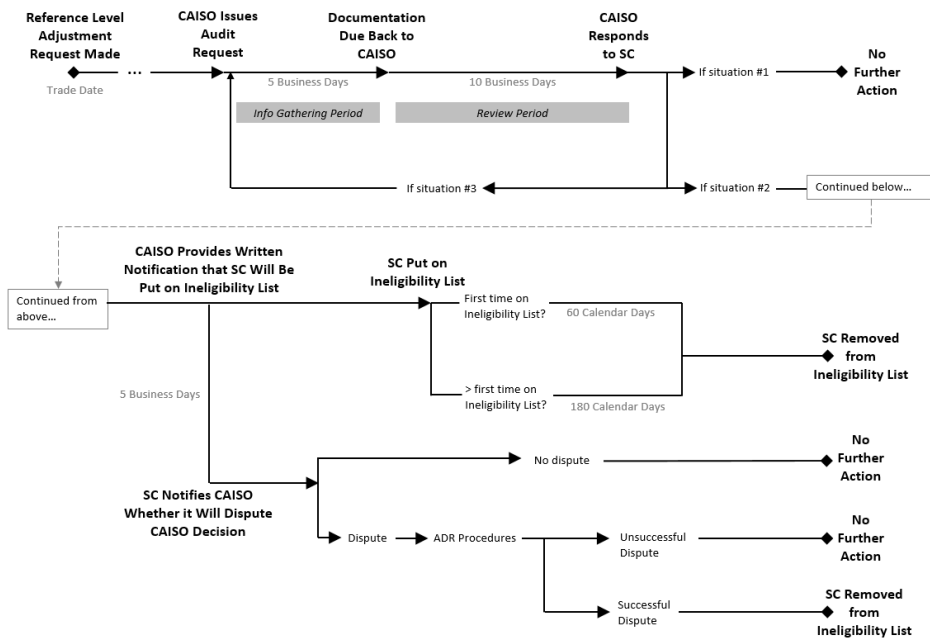 Reference Level
Adjustment
Request Made
CAISO Issues
Audit
Request
Documentation
Due Back to
CAISO
CAISO
Responds
to SC
...
Trade Date
5 Business Days
10 Business Days
Info Gathering Period
Review Period
If situation #1
No
Further
Action
If situation #3
If situation #2
Continued below...
Continued from
above...
CAISO Provides Written
Notification that SC Will Be
Put on Ineligibility List
SC Put on
Ineligibility List
First time on
Ineligibility List?
60 Calendar Days
> first time on
Ineligibility List?
180 Calendar Days
SC Removed
from
Ineligibility List
5 Business Days
SC Notifies CAISO
Whether it Will Dispute
CAISO Decision
No dispute
No
Further
Action
Dispute
ADR Procedures
Unsuccessful
Dispute
No
Further
Action
Successful
Dispute
SC Removed
from
Ineligibility List